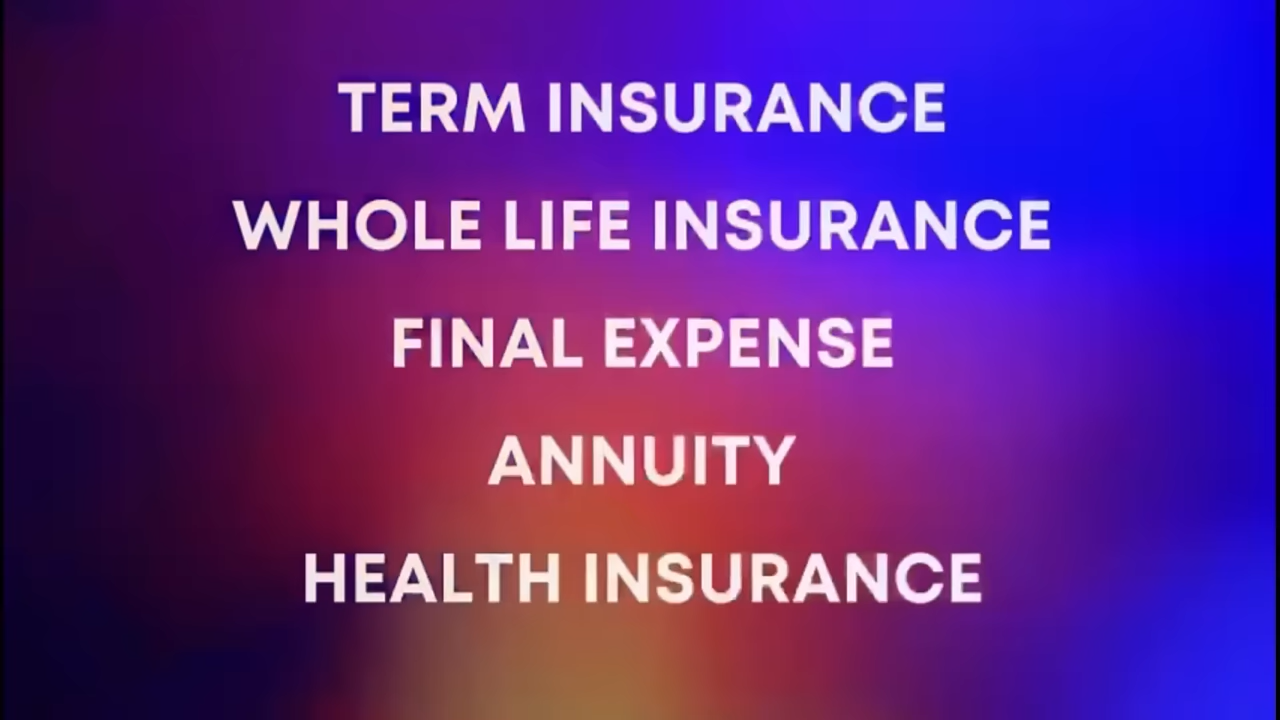 TERM INSURANCE
WHOLE LIFE INSURANCE
FINAL EXPENSE
ANNUITY
HEALTH INSURANCE